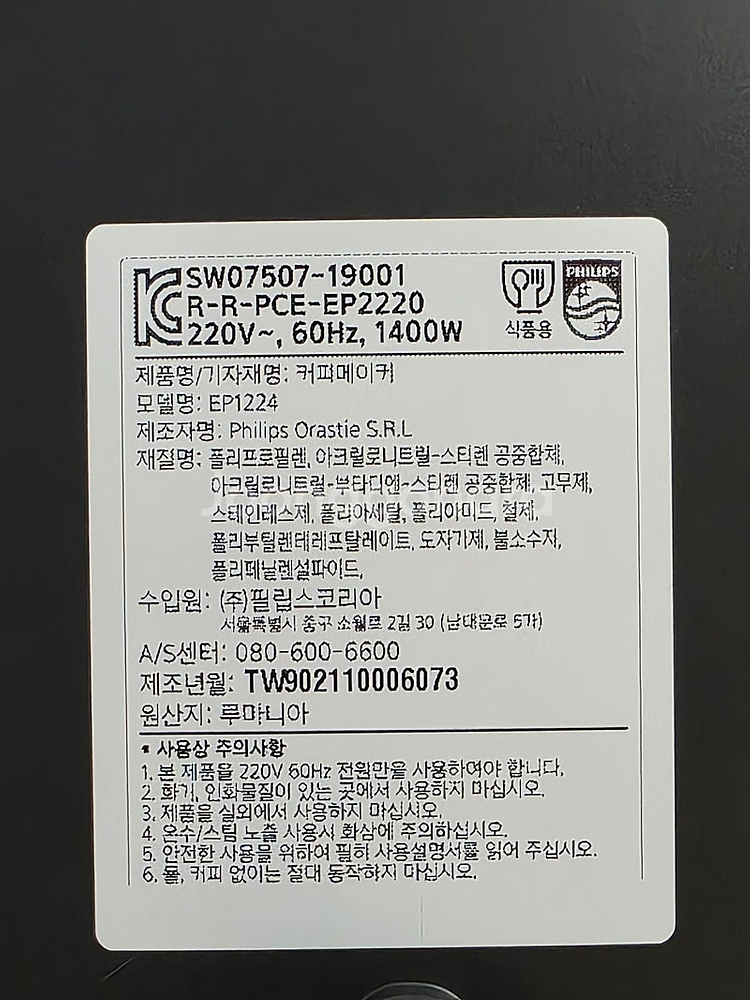 SW07507-19001
R-R-PCE-EP2220
220V~, 60Hz, 1400W
식품용
PHILIPS
제품명/기자재명: 커피메이커
모델명: EP1224
제조자명: Philips Orastie S.R.L
재질명: 폴리프로필렌, 아크릴로니트릴-스티렌 공중합체,
아크릴로니트릴-부타디엔-스티렌 공중합체, 고무제,
스테인레스제, 폴리아세탈, 폴리아미드, 철제,
폴리부틸렌테레프탈레이트, 도자기제, 불소수지,
폴리페닐렌설파이드,
수입원: (주)필립스코리아
서울특별시 중구 소월로 2길 30 (남대문로 5가)
A/S센터: 080-600-6600
제조년월: TW902110006073
원산지: 루마니아
* 사용상 주의사항
1. 본 제품을 220V 60Hz 전원만을 사용하여야 합니다.
2. 화기, 인화물질이 있는 곳에서 사용하지 마십시오.
3. 제품을 실외에서 사용하지 마십시오.
4. 온수/스팀 노출 사용시 화상에 주의하십시오.
5. 안전한 사용을 위하여 필히 사용설명서를 읽어 주십시오.
6. 물, 커피 없이는 절대 동작하지 마십시오.